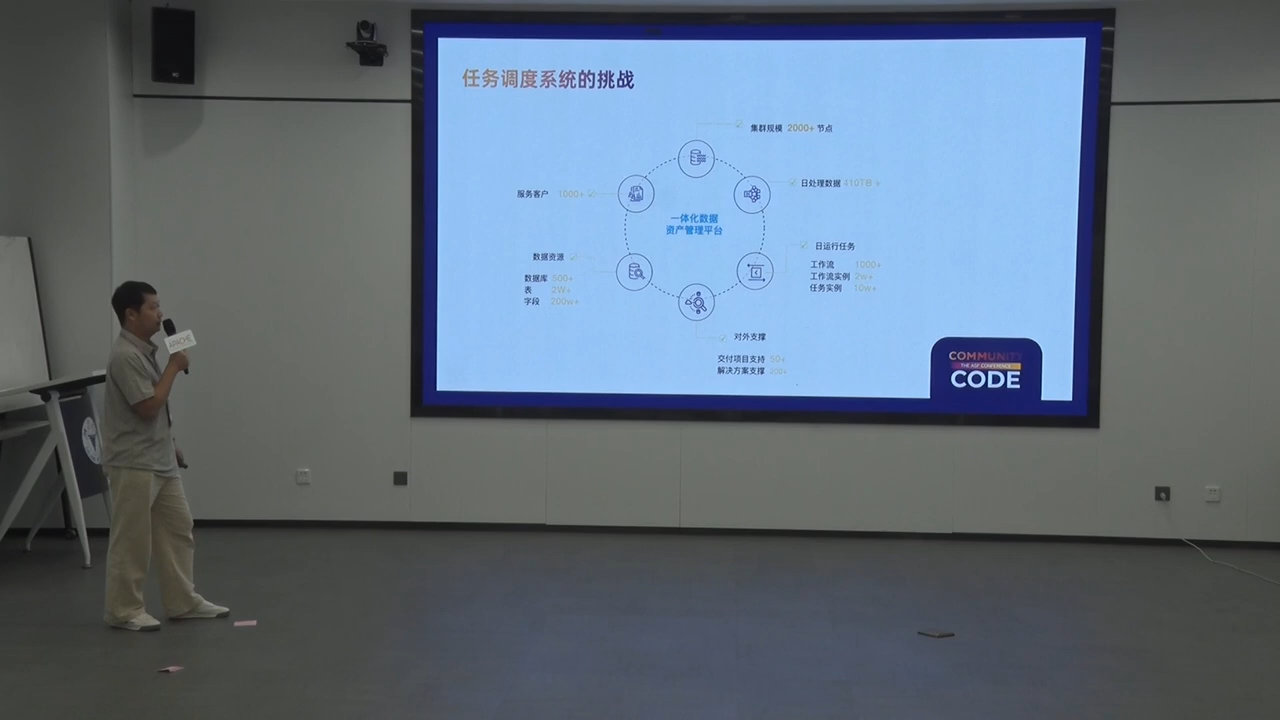 任务调度系统的挑战
集群规模 2000+ 节点
服务客户 1000+
日处理数据 410TB +
一体化数据
资产管理平台
数据资源
数据库 500+
表 2W+
字段 200w+
日运行任务
工作流 1000+
工作流实例 2w+
任务实例 10w+
对外支撑
交付项目支持 50+
解决方案支撑 200+
COMMUNITY
THE ASF CONFERENCE
CODE
APACHE